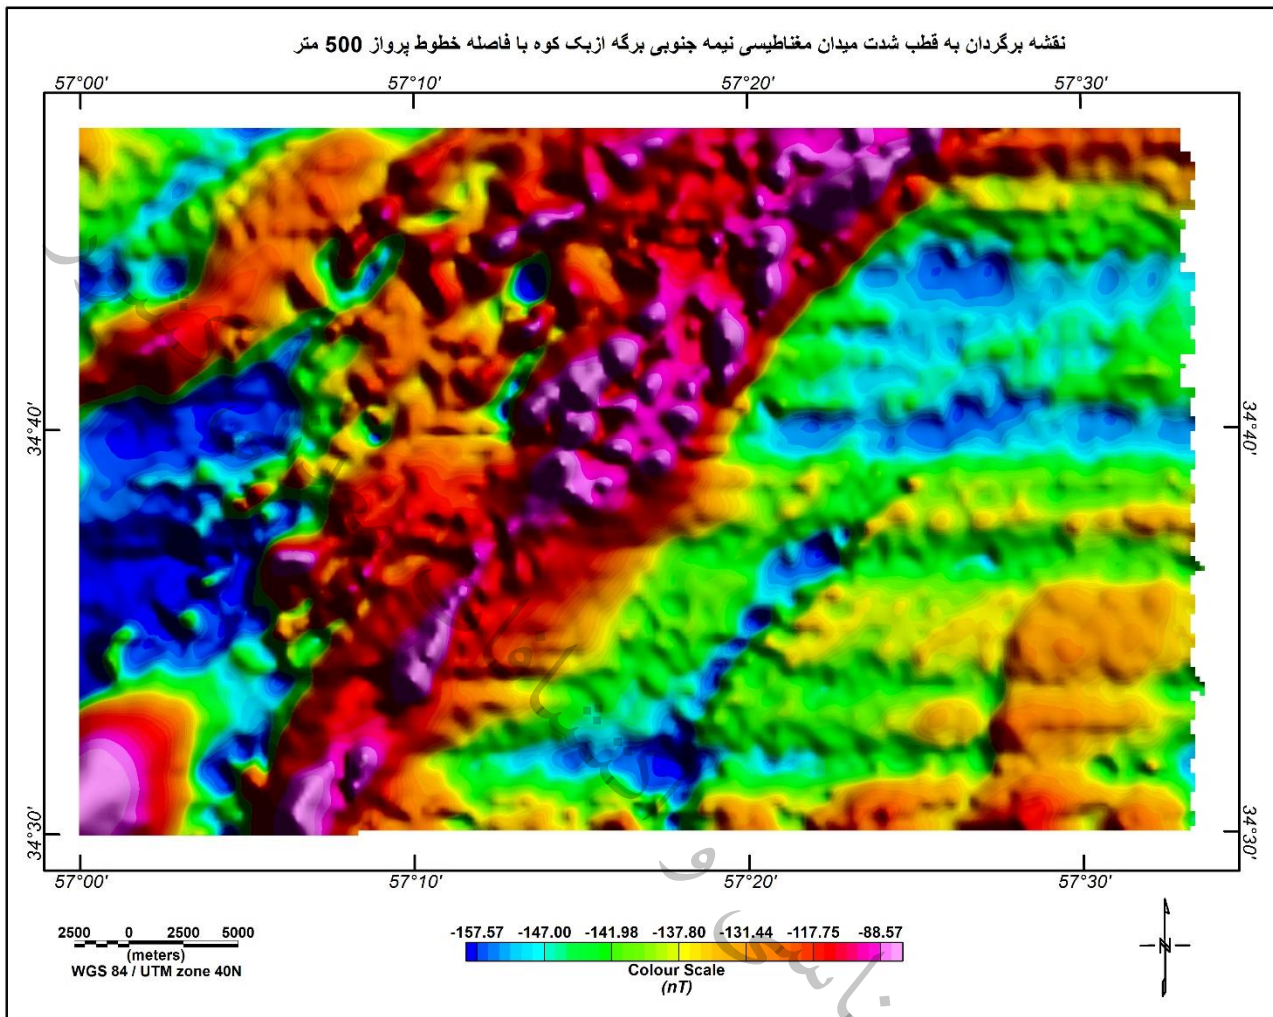 نقشه برگردان به قطب شدت میدان مغناطیسی نیمه جنوبی برگه ازبک کوه با فاصله خطوط پرواز 500 متر
57°00' 57°10' 57°20' 57°30'
34°40' 34°40'
34°30' 34°30'
57°00' 57°10' 57°20' 57°30'
2500 0 2500 5000
(meters)
WGS 84 / UTM zone 40N
-157.57 -147.00 -141.98 -137.80 -131.44 -117.75 -88.57
Colour Scale
(nT)
N